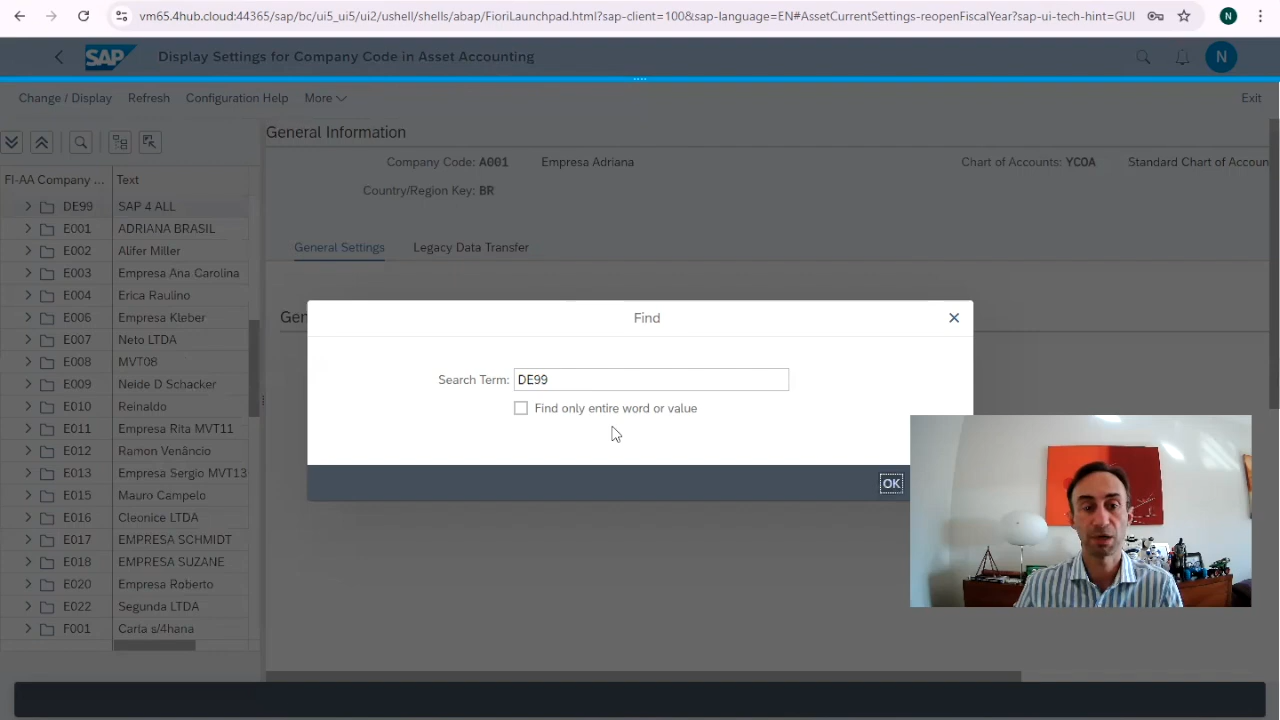 vm65.4hub.cloud:44365/sap/bc/ui5_ui5/ui2/ushell/shells/abap/FioriLaunchpad.html?sap-client=100&sap-language=EN#AssetCurrentSettings-reopenFiscalYear?sap-ui-tech-hint=GUI
N
SAP Display Settings for Company Code in Asset Accounting
N
Change / Display Refresh Configuration Help More Exit
General Information
Company Code: A001 Empresa Adriana Chart of Accounts: YCOA Standard Chart of Accoun
FI-AA Company ... Text
Country/Region Key: BR
DE99 SAP 4 ALL
E001 ADRIANA BRASIL
General Settings Legacy Data Transfer
E002 Alifer Miller
E003 Empresa Ana Carolina
E004 Erica Raulino
E006 Empresa Kleber
Gen
Find
E007 Neto LTDA
E008 MVT08
E009 Neide D Schacker
Search Term: DE99
E010 Reinaldo
Find only entire word or value
E011 Empresa Rita MVT11
E012 Ramon Venâncio
E013 Empresa Sergio MVT13
OK
E015 Mauro Campelo
E016 Cleonice LTDA
E017 EMPRESA SCHMIDT
E018 EMPRESA SUZANE
E020 Empresa Roberto
E022 Segunda LTDA
F001 Carla s/4hana